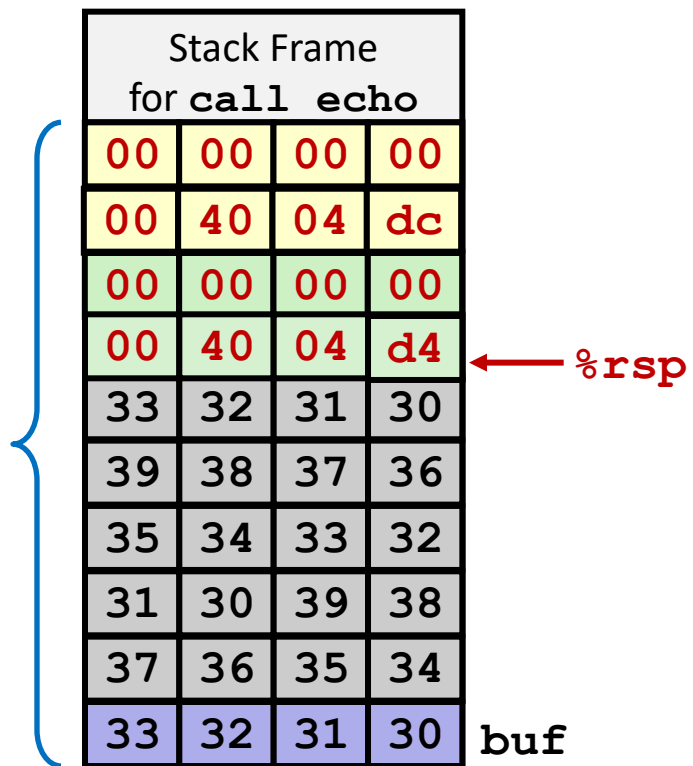 Stack Frame
for call echo
00 00 00 00
00 40 04 dc
00 00 00 00
00 40 04 d4
%rsp
33 32 31 30
39 38 37 36
35 34 33 32
31 30 39 38
37 36 35 34
33 32 31 30 buf